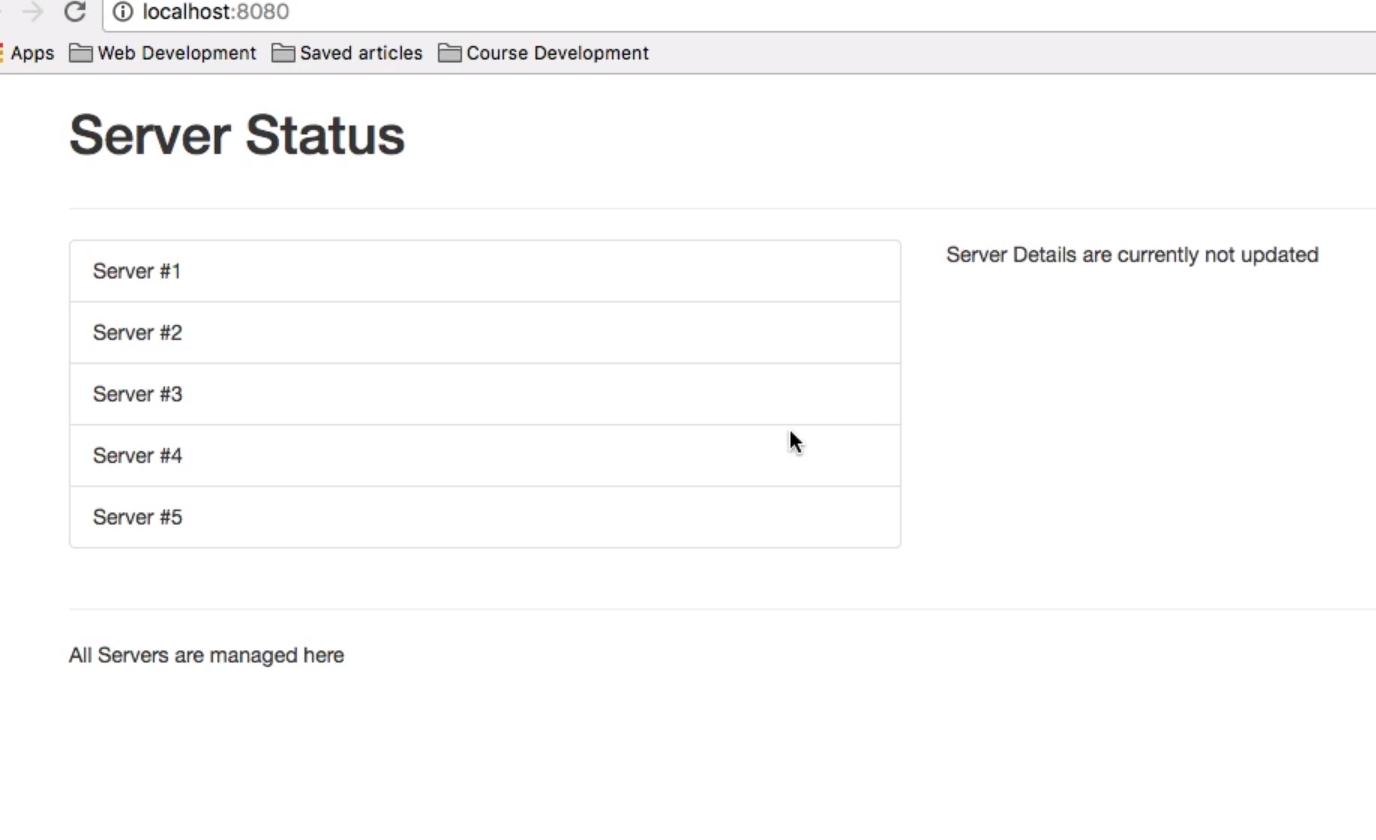 localhost:8080
Apps Web Development Saved articles Course Development
Server Status
Server #1
Server #2
Server #3
Server #4
Server #5
Server Details are currently not updated
All Servers are managed here